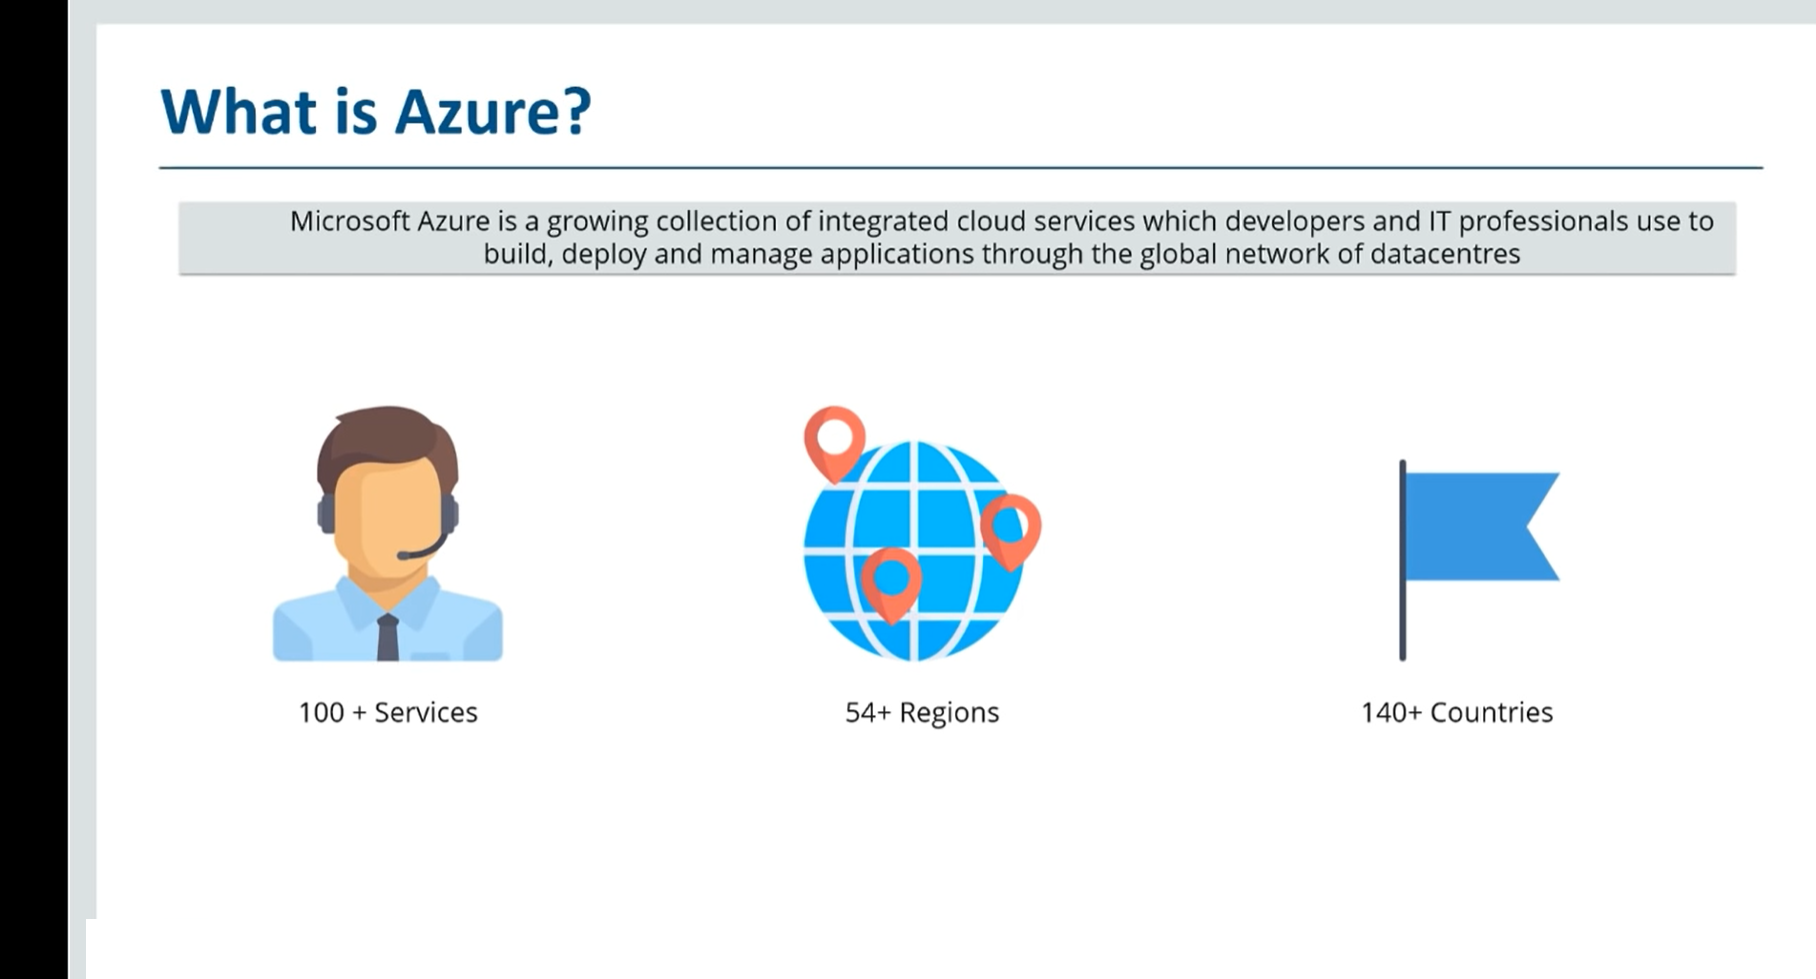 What is Azure?
Microsoft Azure is a growing collection of integrated cloud services which developers and IT professionals use to
build, deploy and manage applications through the global network of datacentres
100 + Services
54+ Regions
140+ Countries